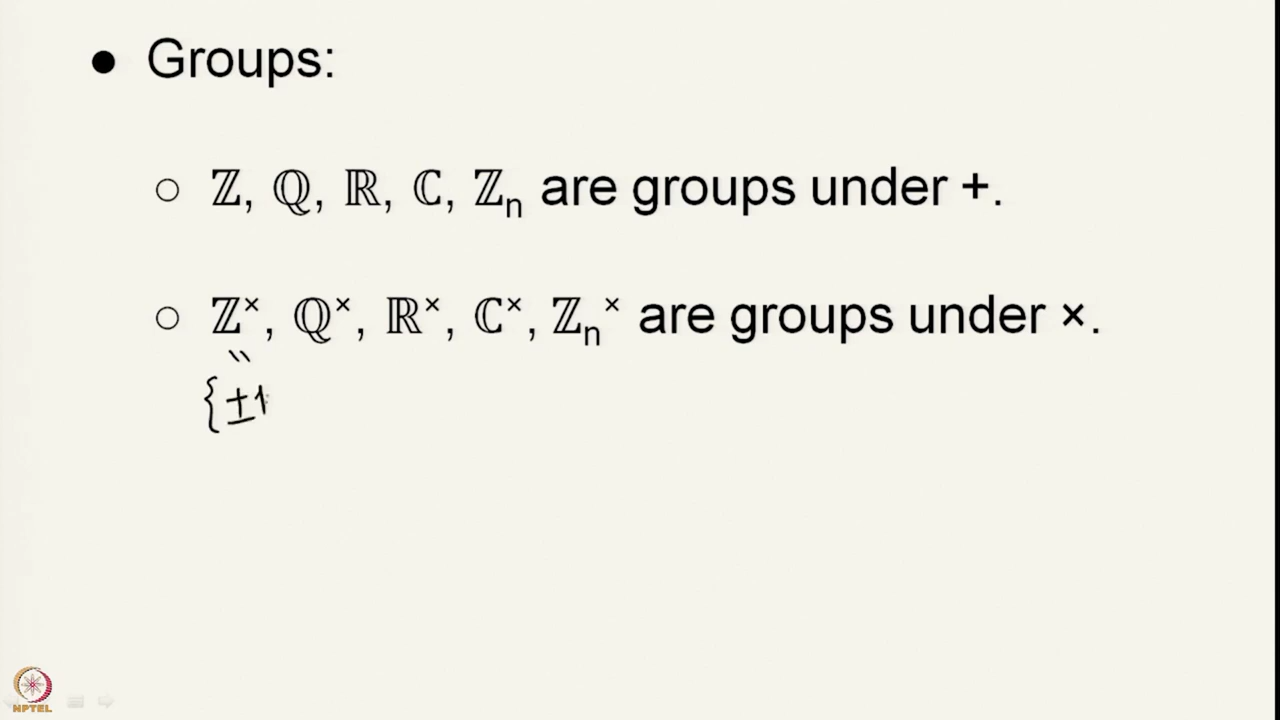 ● Groups:
○ ℤ, ℚ, ℝ, ℂ, ℤₙ are groups under +.
○ ℤ×, ℚ×, ℝ×, ℂ×, ℤₙ× are groups under ×.
"
{±1
NPTEL